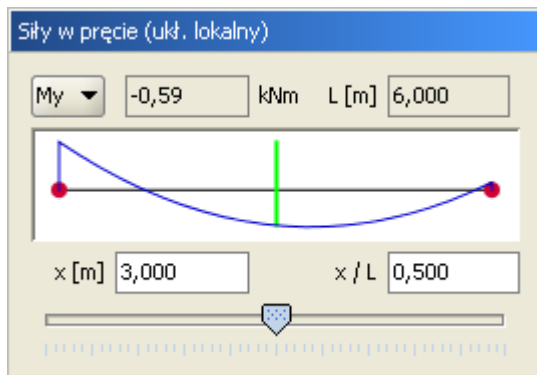 Siły w pręcie (ukł. lokalny)
My -0,59 kNm L [m] 6,000
x [m] 3,000 x / L 0,500